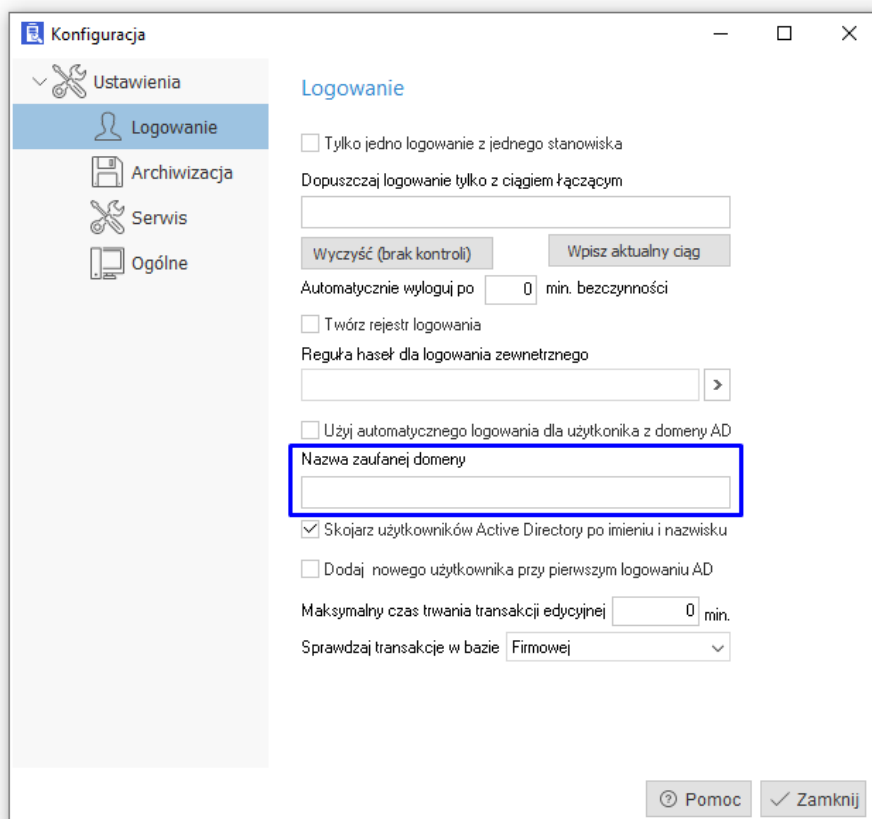 Konfiguracja
Ustawienia
Logowanie
Archiwizacja
Serwis
Ogólne
Logowanie
Tylko jedno logowanie z jednego stanowiska
Dopuszczaj logowanie tylko z ciągiem łączącym
Wyczyść (brak kontroli) Wpisz aktualny ciąg
Automatycznie wyloguj po 0 min. bezczynności
Twórz rejestr logowania
Reguła haseł dla logowania zewnetrznego
Użyj automatycznego logowania dla użytkonika z domeny AD
Nazwa zaufanej domeny
Skojarz użytkowników Active Directory po imieniu i nazwisku
Dodaj nowego użytkownika przy pierwszym logowaniu AD
Maksymalny czas trwania transakcji edycyjnej 0 min.
Sprawdzaj transakcje w bazie Firmowej
Pomoc Zamknij